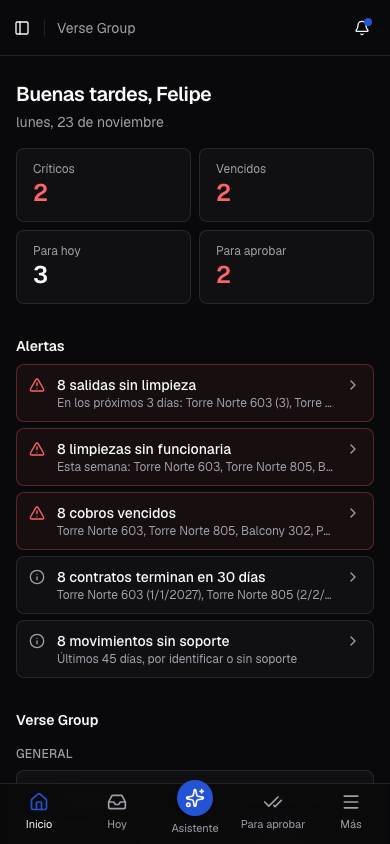 Verse Group
Buenas tardes, Felipe
lunes, 23 de noviembre
Críticos
2
Vencidos
2
Para hoy
3
Para aprobar
2
Alertas
8 salidas sin limpieza
En los próximos 3 días: Torre Norte 603 (3), Torre ...
8 limpiezas sin funcionaria
Esta semana: Torre Norte 603, Torre Norte 805, B...
8 cobros vencidos
Torre Norte 603, Torre Norte 805, Balcony 302, P...
8 contratos terminan en 30 días
Torre Norte 603 (1/1/2027), Torre Norte 805 (2/2/...
8 movimientos sin soporte
Últimos 45 días, por identificar o sin soporte
Verse Group
GENERAL
Inicio
Hoy
Asistente
Para aprobar
Más